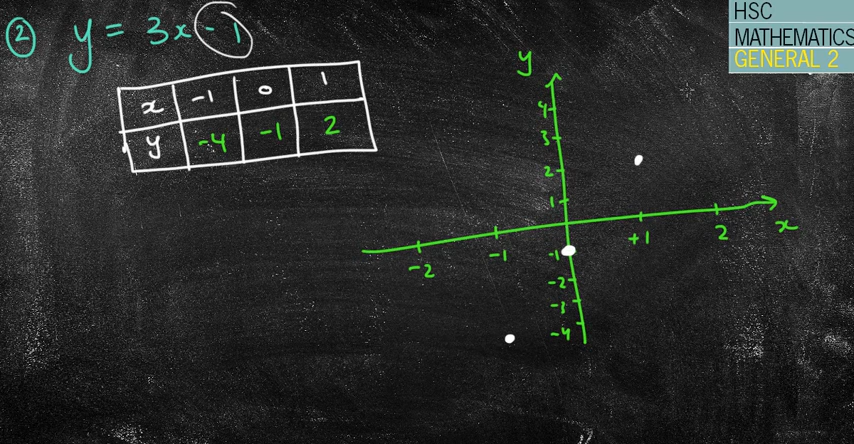 ② y = 3x - 1
x -1 0 1
y -4 -1 2
HSC
MATHEMATICS
GENERAL 2
y
4
3
2
1
-2 -1 +1 2 x
-1
-2
-3
-4